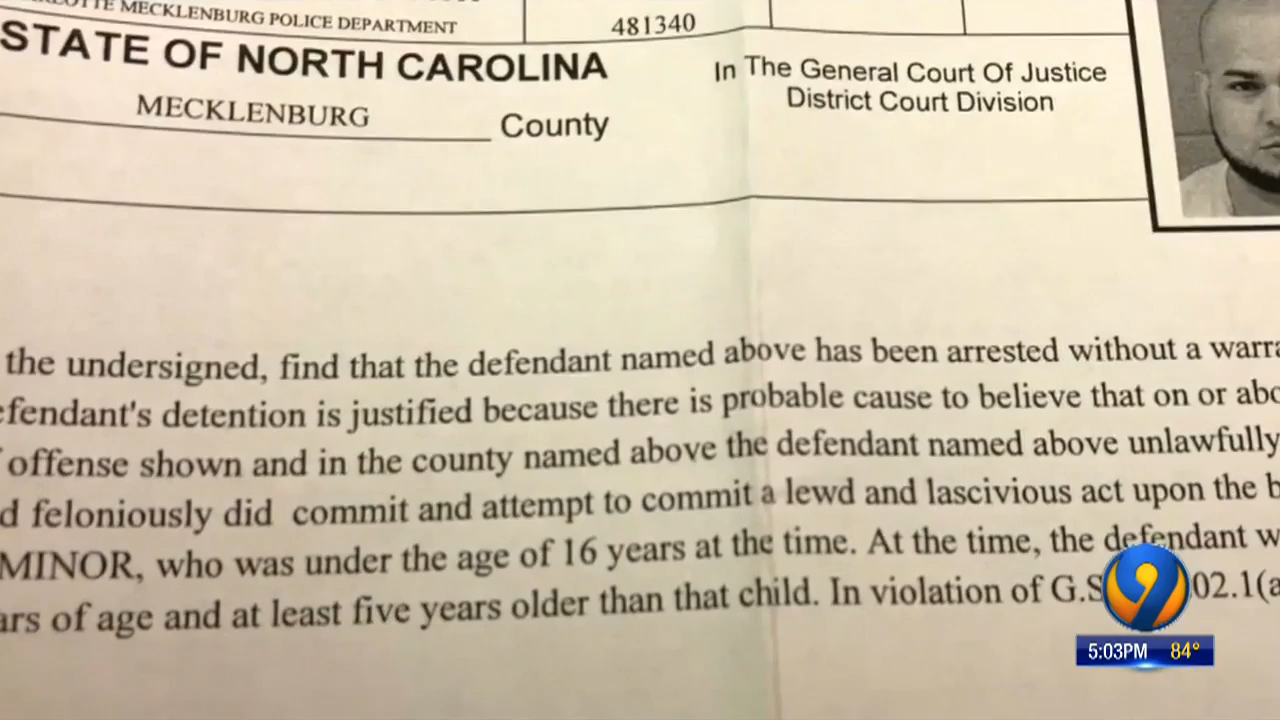 MECKLENBURG POLICE DEPARTMENT
481340
STATE OF NORTH CAROLINA
In The General Court Of Justice
District Court Division
MECKLENBURG County
the undersigned, find that the defendant named above has been arrested without a warra
efendant's detention is justified because there is probable cause to believe that on or abo
offense shown and in the county named above the defendant named above unlawfully
d feloniously did commit and attempt to commit a lewd and lascivious act upon the b
MINOR, who was under the age of 16 years at the time. At the time, the defendant w
ars of age and at least five years older than that child. In violation of G.S 02.1(a
9
5:03PM 84°